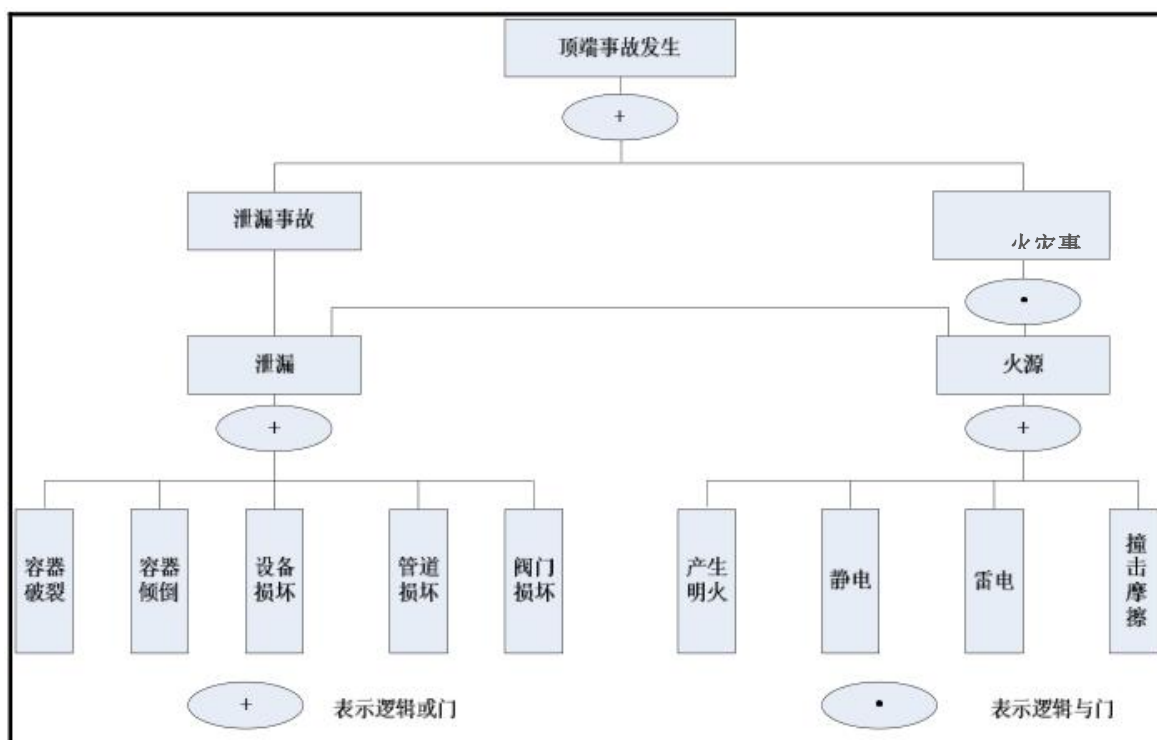 顶端事故发生
+
泄漏事故
火灾事
•
泄漏
火源
+
+
容器
破裂
容器
倾倒
设备
损坏
管道
损坏
阀门
损坏
产生
明火
静电
雷电
撞
击
摩
擦
+
表示逻辑或门
•
表示逻辑与门